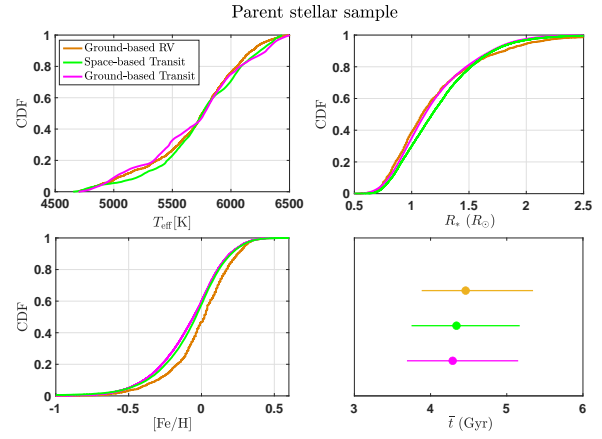 Parent stellar sample
CDF
1
0.8
0.6
0.4
0.2
0
Ground-based RV
Space-based Transit
Ground-based Transit
4500 5000 5500 6000 6500
T_eff[K]
CDF
1
0.8
0.6
0.4
0.2
0
0.5 1 1.5 2 2.5
R_* (R_⊙)
CDF
1
0.8
0.6
0.4
0.2
0
-1 -0.5 0 0.5
[Fe/H]
3 4 5 6
t̄ (Gyr)